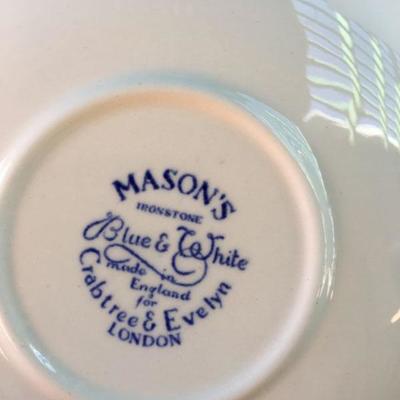 MASON'S
IRONSTONE
Blue & White
made in
England
for
Crabtree & Evelyn
LONDON